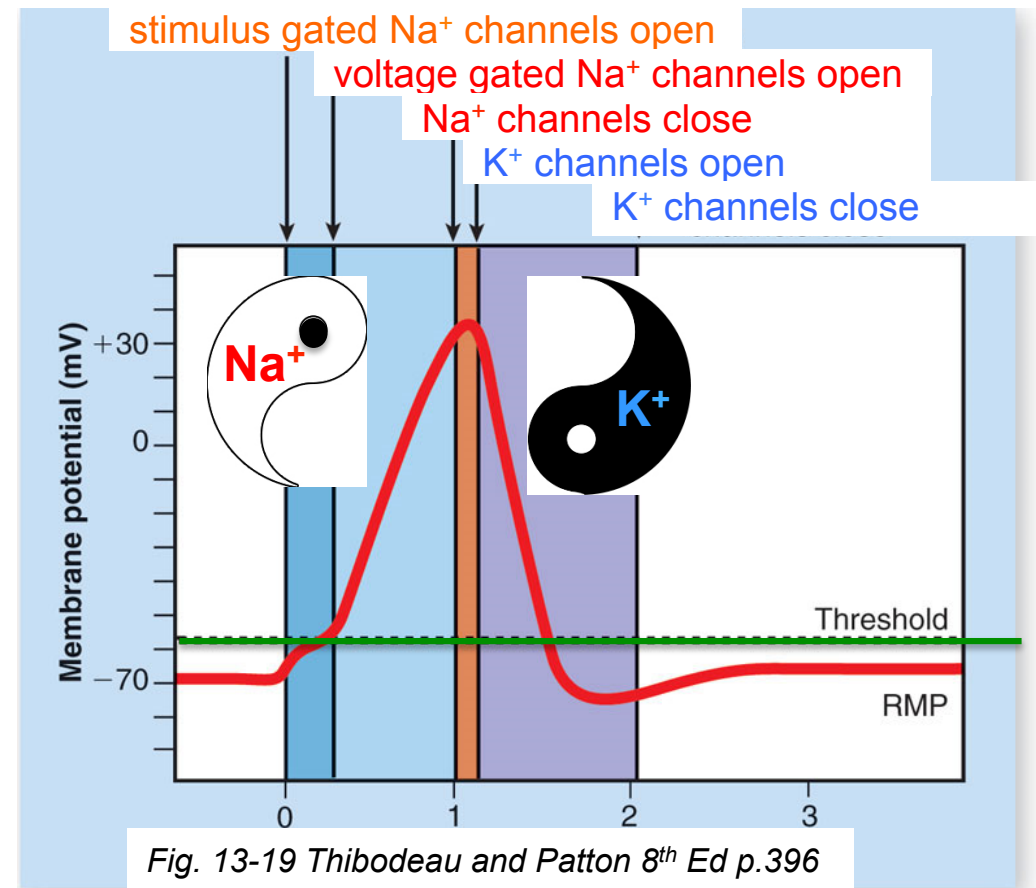 stimulus gated Na⁺ channels open
voltage gated Na⁺ channels open
Na⁺ channels close
K⁺ channels open
K⁺ channels close
Membrane potential (mV)
+30
0
−70
Na⁺
K⁺
Threshold
RMP
0 1 2 3
Fig. 13-19 Thibodeau and Patton 8th Ed p.396